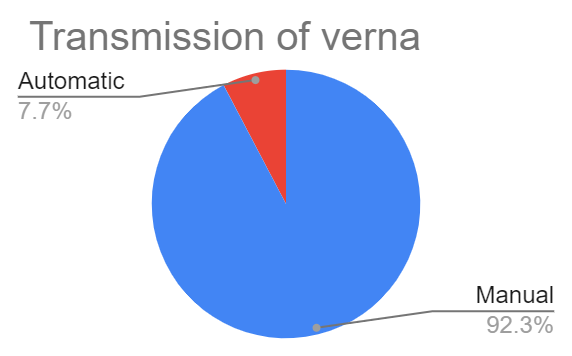 Transmission of verna
Automatic
7.7%
Manual
92.3%